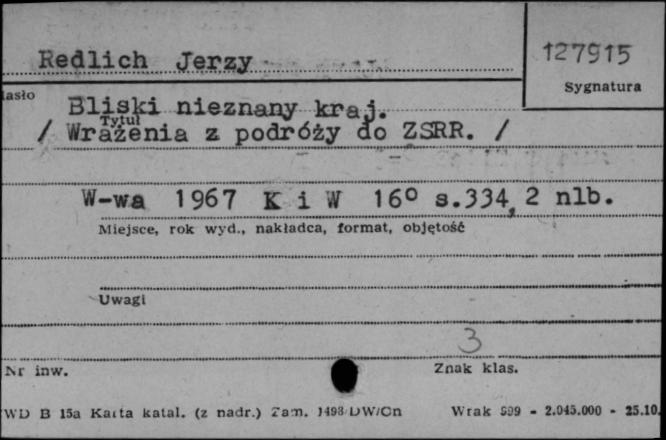 Redlich Jerzy
127915
Sygnatura
asło
Bliski nieznany kraj.
Tytuł
/ Wrażenia z podróży do ZSRR. /
W-wa 1967 K i W 16° s.334, 2 nlb.
Miejsce, rok wyd., nakładca, format, objętość
Uwagi
3
Nr inw.
Znak klas.
WD B 15a Karta katal. (z nadr.) Zam. 1498/DW/Cn Wrak 899 - 2.045.000 - 25.10.